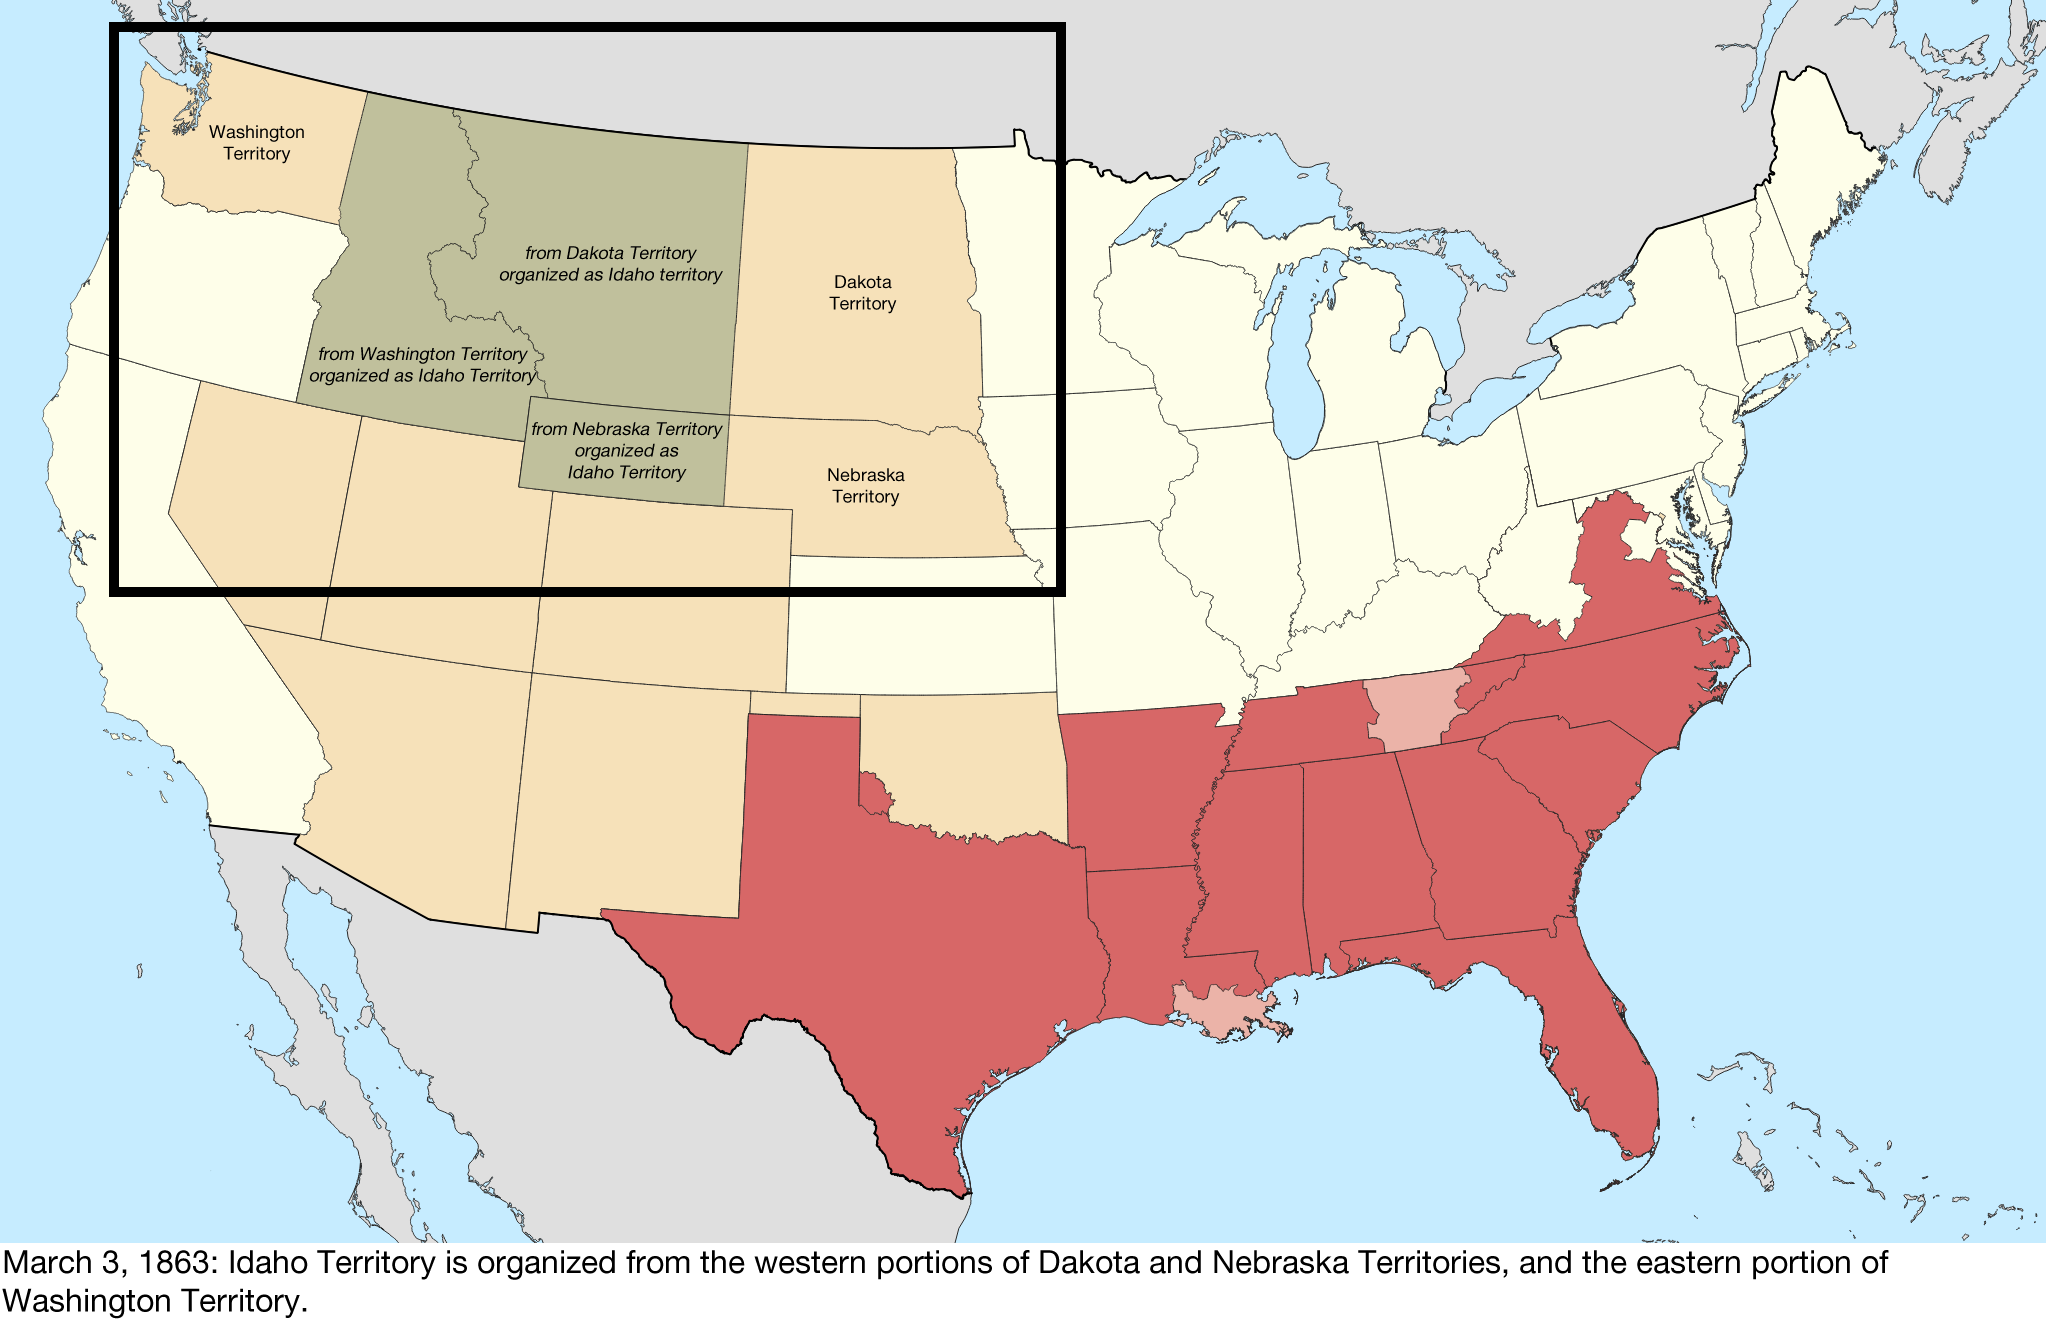 Washington
Territory
from Dakota Territory
organized as Idaho territory
Dakota
Territory
from Washington Territory
organized as Idaho Territory
from Nebraska Territory
organized as
Idaho Territory
Nebraska
Territory
March 3, 1863: Idaho Territory is organized from the western portions of Dakota and Nebraska Territories, and the eastern portion of
Washington Territory.